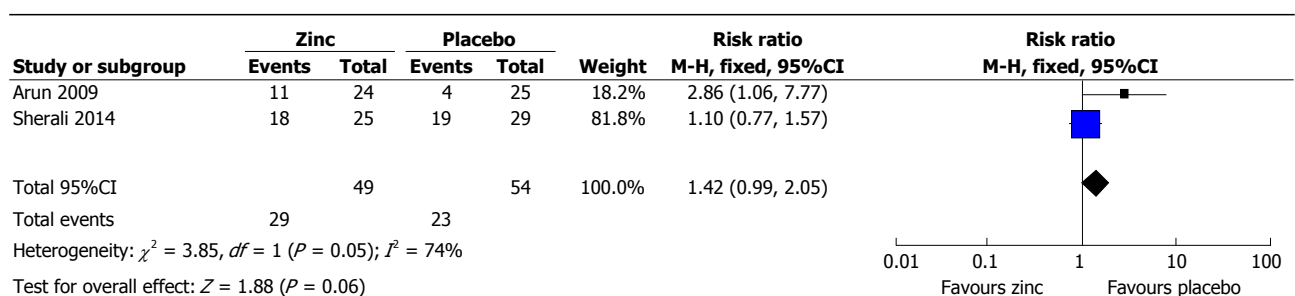 Zinc Placebo Risk ratio Risk ratio
Study or subgroup Events Total Events Total Weight M-H, fixed, 95%CI M-H, fixed, 95%CI
Arun 2009 11 24 4 25 18.2% 2.86 (1.06, 7.77)
Sherali 2014 18 25 19 29 81.8% 1.10 (0.77, 1.57)
Total 95%CI 49 54 100.0% 1.42 (0.99, 2.05)
Total events 29 23
Heterogeneity: χ² = 3.85, df = 1 (P = 0.05); I² = 74%
0.01 0.1 1 10 100
Test for overall effect: Z = 1.88 (P = 0.06) Favours zinc Favours placebo